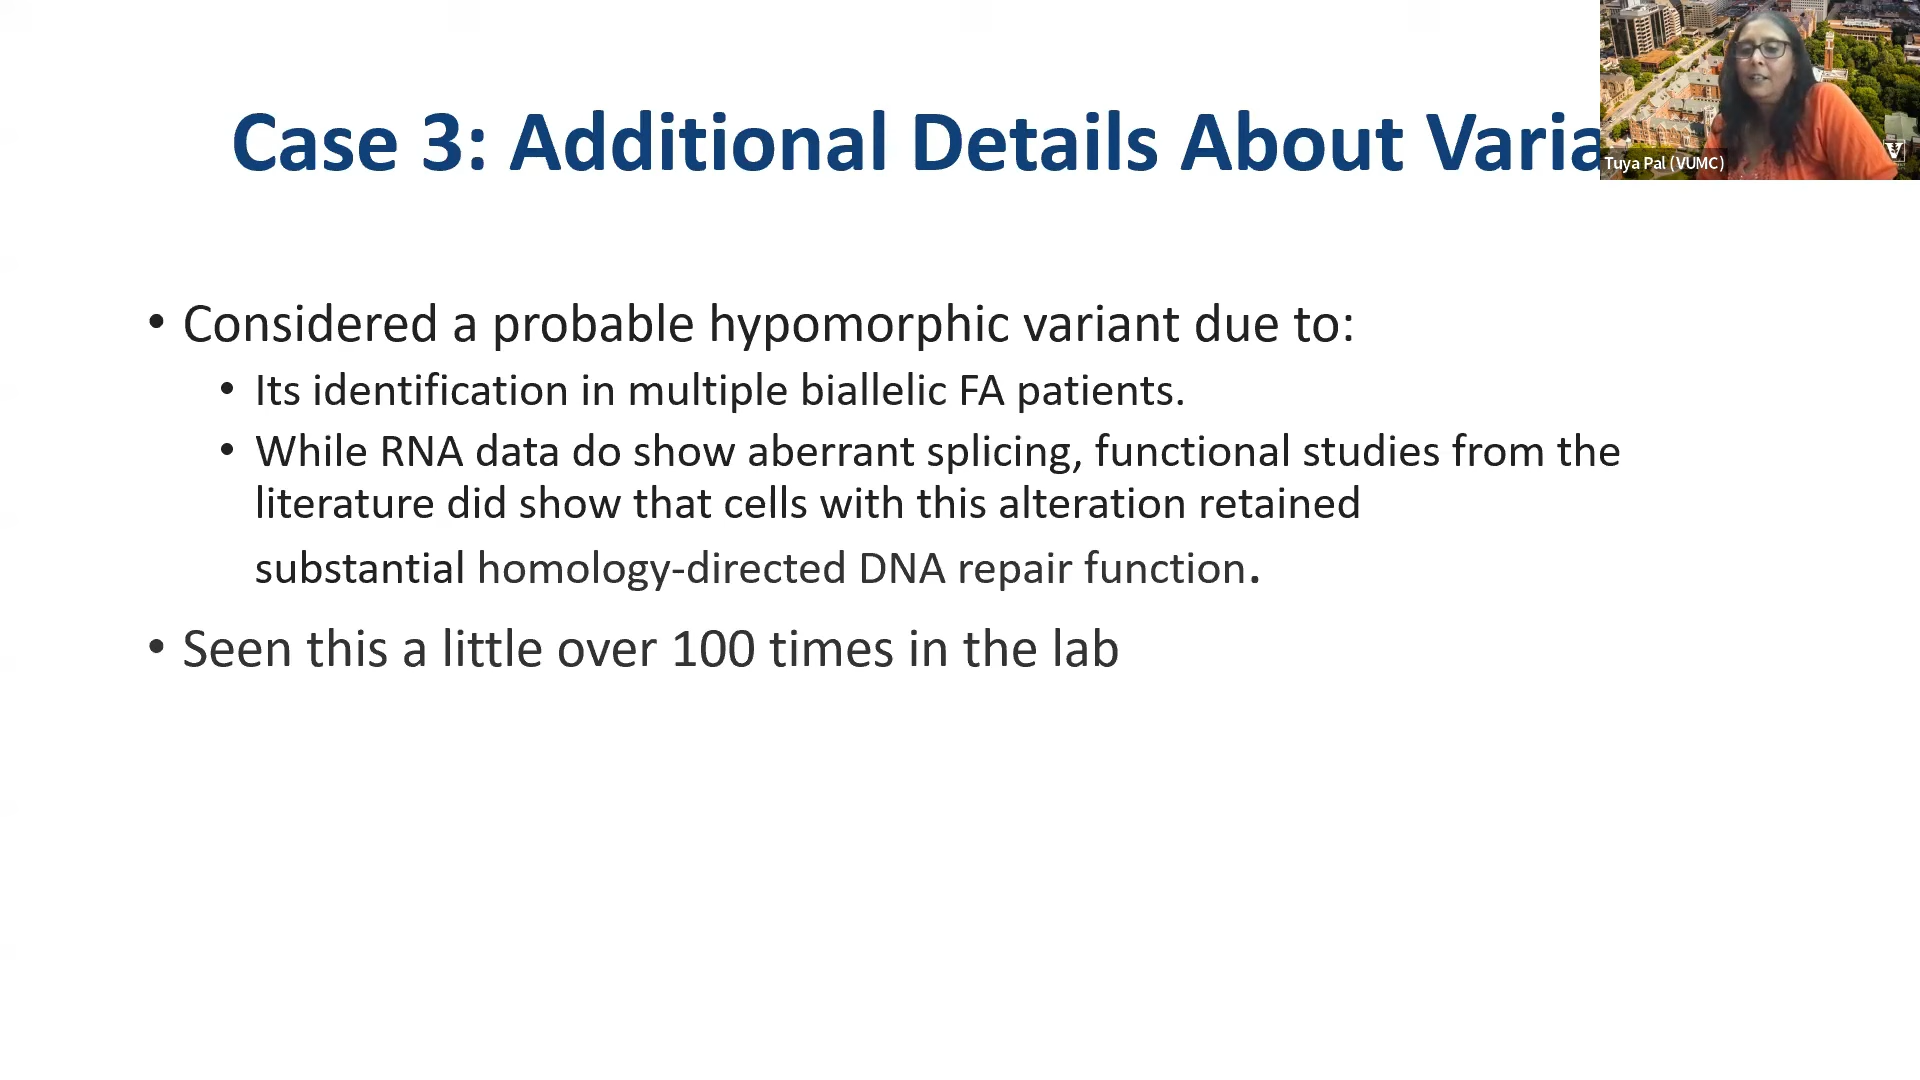 Case 3: Additional Details About Varia
Tuya Pal (VUMC)
• Considered a probable hypomorphic variant due to:
• Its identification in multiple biallelic FA patients.
• While RNA data do show aberrant splicing, functional studies from the
literature did show that cells with this alteration retained
substantial homology-directed DNA repair function.
• Seen this a little over 100 times in the lab